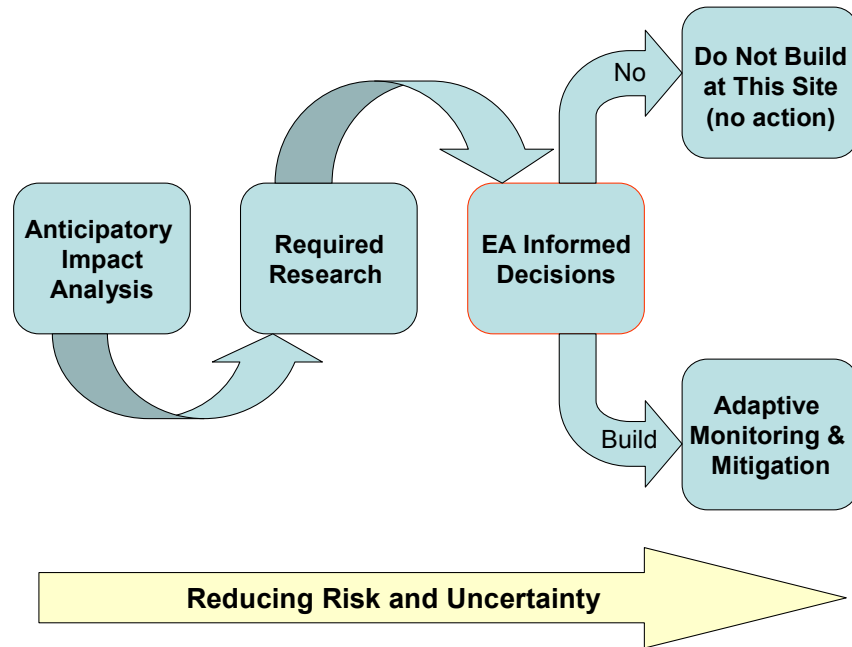 Anticipatory
Impact
Analysis
Required
Research
EA Informed
Decisions
No
Do Not Build
at This Site
(no action)
Build
Adaptive
Monitoring &
Mitigation
Reducing Risk and Uncertainty